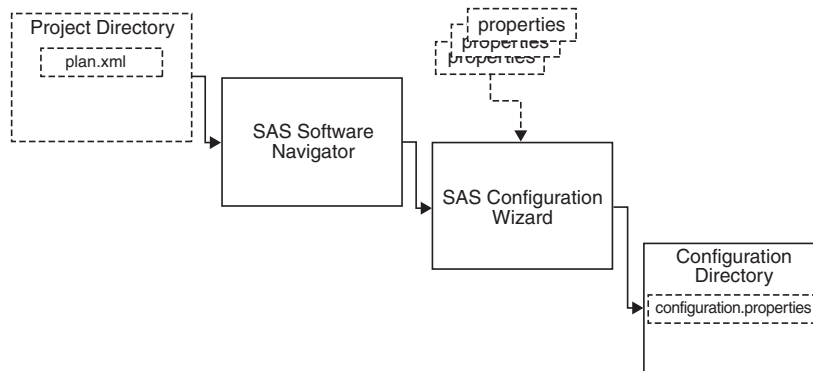 Project Directory
plan.xml
properties
properties
properties
SAS Software
Navigator
SAS Configuration
Wizard
Configuration
Directory
configuration.properties